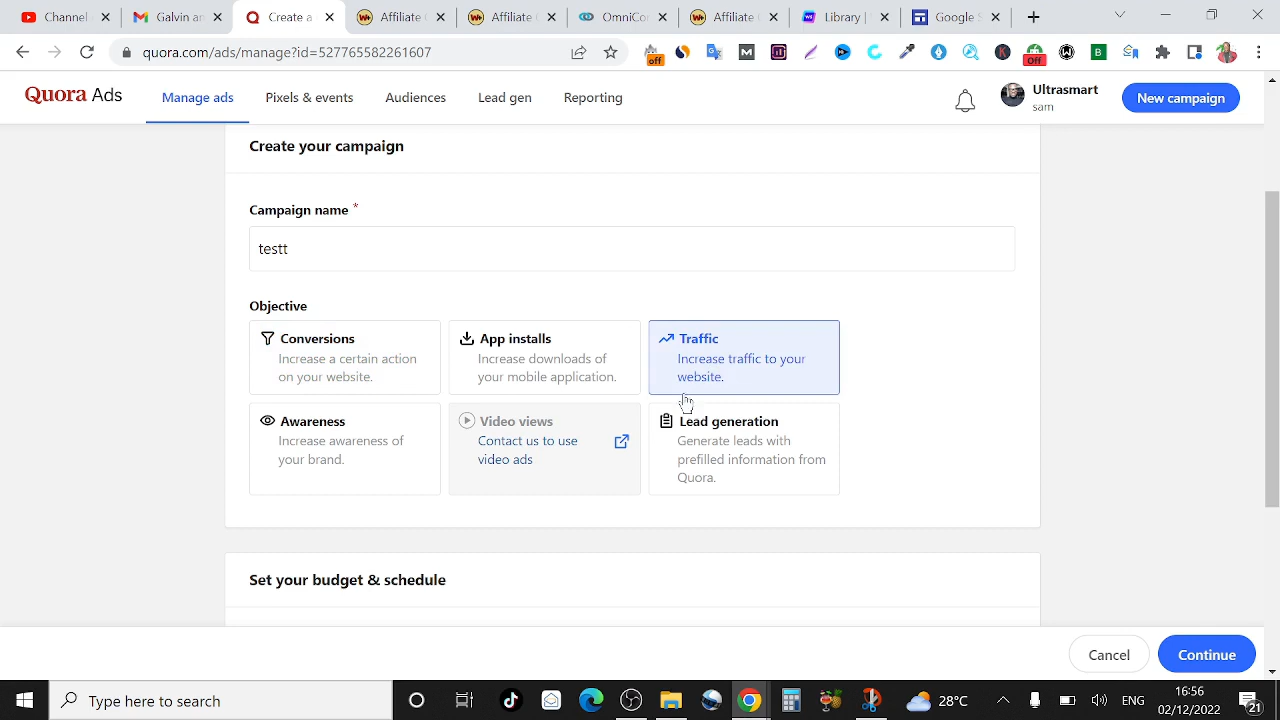 Channel
Galvin ar
Create a
Affiliate
Affiliate
OmniCo
Affiliate
Library
Google S
quora.com/ads/manage?id=527765582261607
off
Off
Quora Ads
Manage ads
Pixels & events
Audiences
Lead gen
Reporting
Ultrasmart
sam
New campaign
Create your campaign
Campaign name *
testt
Objective
Conversions
Increase a certain action
on your website.
App installs
Increase downloads of
your mobile application.
Traffic
Increase traffic to your
website.
Awareness
Increase awareness of
your brand.
Video views
Contact us to use
video ads
Lead generation
Generate leads with
prefilled information from
Quora.
Set your budget & schedule
Cancel
Continue
Type here to search
28°C
ENG
16:56
02/12/2022
21